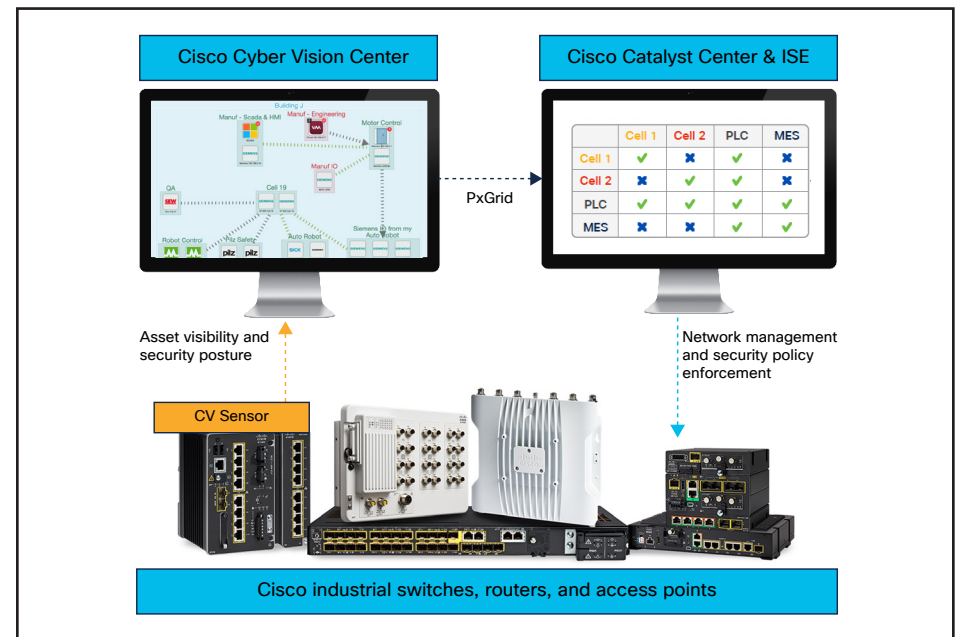 Cisco Cyber Vision Center
Cisco Catalyst Center & ISE
Building J
Manuf - Scada & HMI
Manuf - Engineering
Motor Control
Manuf IO
QA
Cell 19
SEW
Robot Control
Pilz Safety
Auto Robot
Siemens IO from my
Auto Robot
pilz
pilz
SICK
Cell 1 Cell 2 PLC MES
Cell 1 ✔ ✖ ✔ ✖
Cell 2 ✖ ✔ ✔ ✖
PLC ✔ ✔ ✔ ✔
MES ✖ ✖ ✔ ✔
PxGrid
Asset visibility and
security posture
Network management
and security policy
enforcement
CV Sensor
Cisco industrial switches, routers, and access points